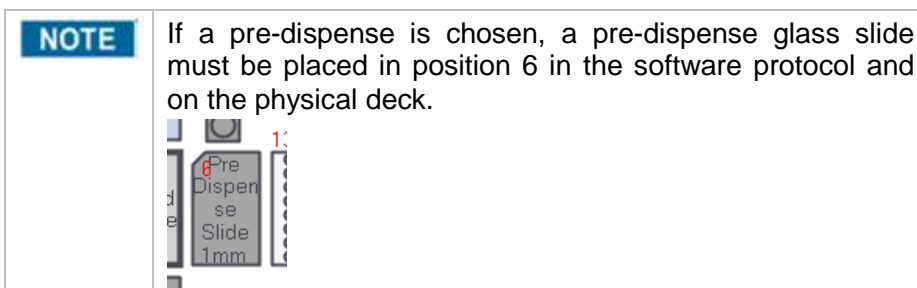 NOTE
If a pre-dispense is chosen, a pre-dispense glass slide
must be placed in position 6 in the software protocol and
on the physical deck.
6
Pre
Dispen
se
Slide
1mm